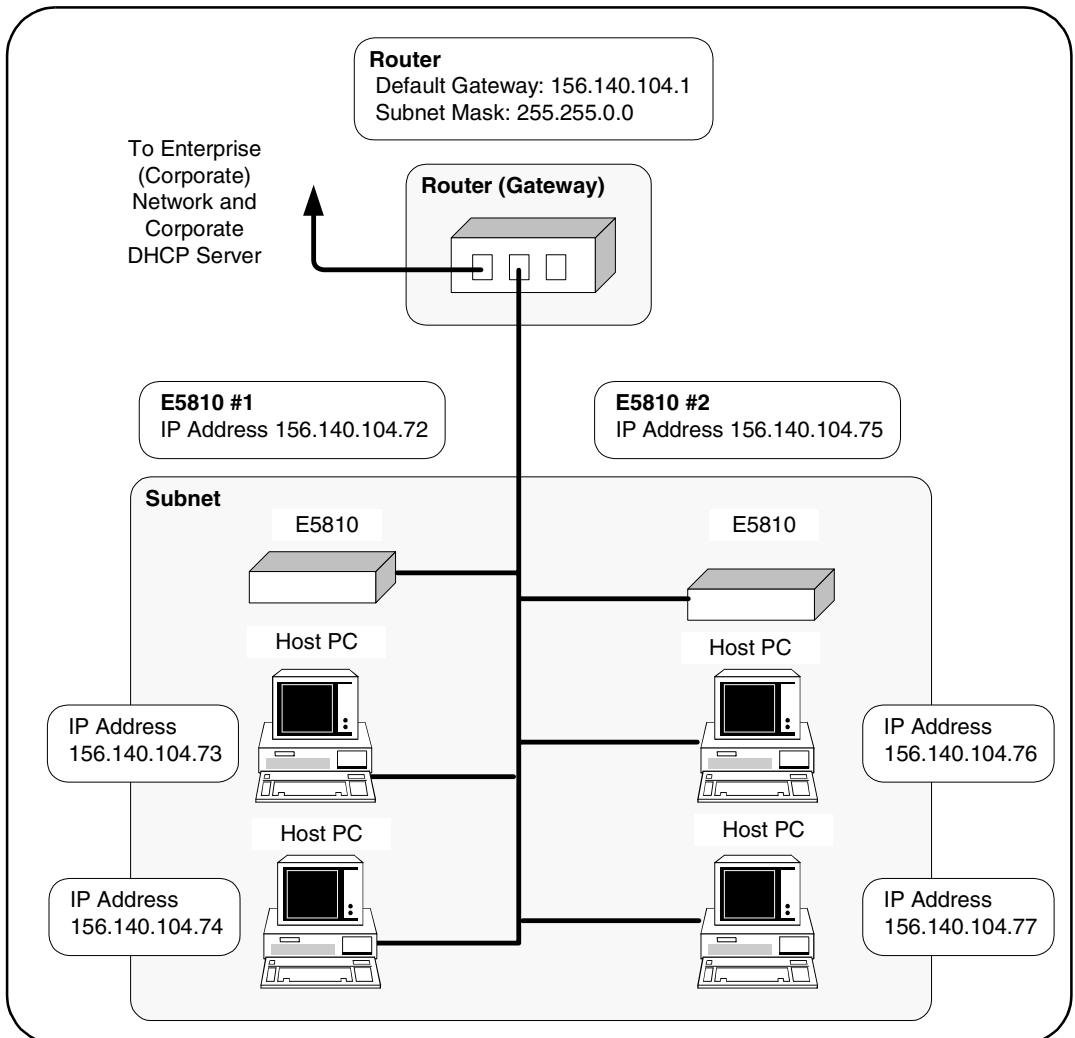 Router
Default Gateway: 156.140.104.1
Subnet Mask: 255.255.0.0
To Enterprise
(Corporate)
Network and
Corporate
DHCP Server
Router (Gateway)
E5810 #1
IP Address 156.140.104.72
E5810 #2
IP Address 156.140.104.75
Subnet
E5810
E5810
Host PC
Host PC
IP Address
156.140.104.73
IP Address
156.140.104.76
Host PC
Host PC
IP Address
156.140.104.74
IP Address
156.140.104.77